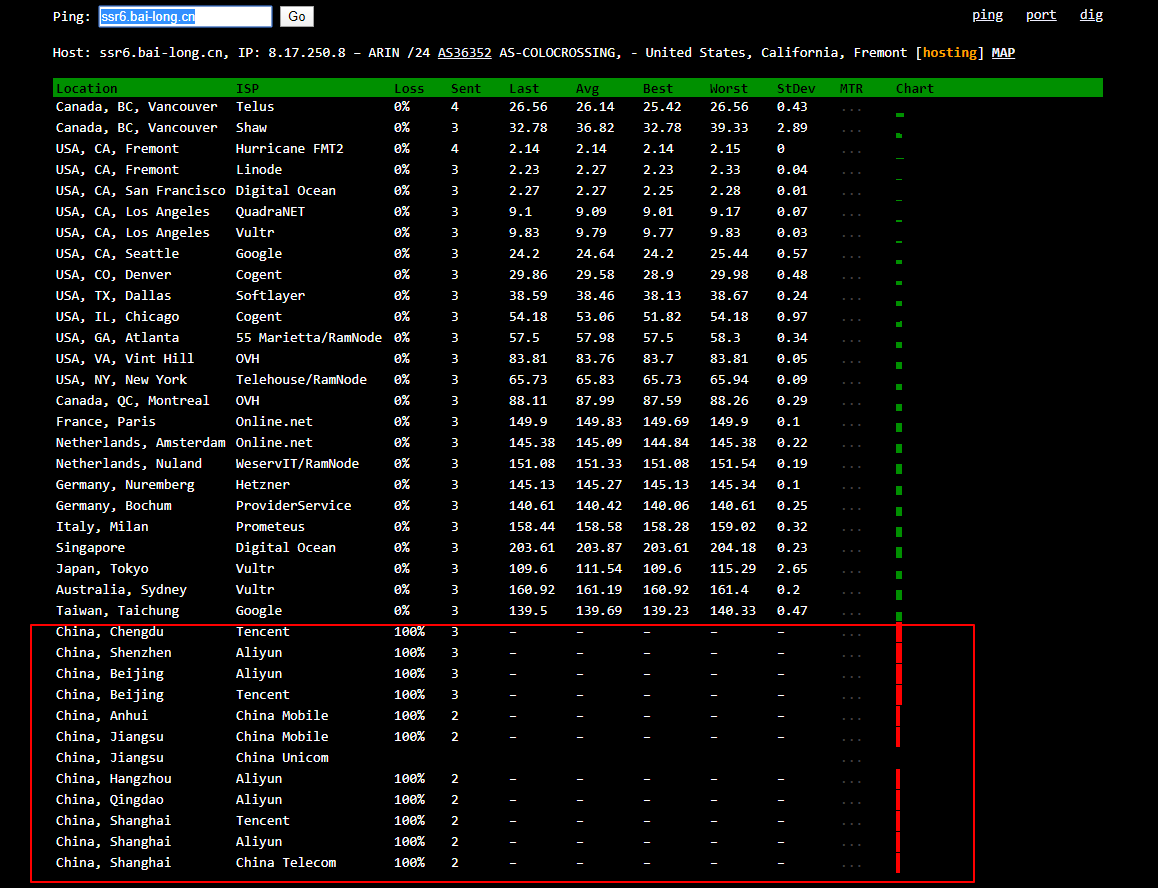 Ping: ssr6.bai-long.cn Go ping port dig
Host: ssr6.bai-long.cn, IP: 8.17.250.8 – ARIN /24 AS36352 AS-COLOCROSSING, - United States, California, Fremont [hosting] MAP
Location ISP Loss Sent Last Avg Best Worst StDev MTR Chart
Canada, BC, Vancouver Telus 0% 4 26.56 26.14 25.42 26.56 0.43 ...
Canada, BC, Vancouver Shaw 0% 3 32.78 36.82 32.78 39.33 2.89 ...
USA, CA, Fremont Hurricane FMT2 0% 4 2.14 2.14 2.14 2.15 0 ...
USA, CA, Fremont Linode 0% 3 2.23 2.27 2.23 2.33 0.04 ...
USA, CA, San Francisco Digital Ocean 0% 3 2.27 2.27 2.25 2.28 0.01 ...
USA, CA, Los Angeles QuadraNET 0% 3 9.1 9.09 9.01 9.17 0.07 ...
USA, CA, Los Angeles Vultr 0% 3 9.83 9.79 9.77 9.83 0.03 ...
USA, CA, Seattle Google 0% 3 24.2 24.64 24.2 25.44 0.57 ...
USA, CO, Denver Cogent 0% 3 29.86 29.58 28.9 29.98 0.48 ...
USA, TX, Dallas Softlayer 0% 3 38.59 38.46 38.13 38.67 0.24 ...
USA, IL, Chicago Cogent 0% 3 54.18 53.06 51.82 54.18 0.97 ...
USA, GA, Atlanta 55 Marietta/RamNode 0% 3 57.5 57.98 57.5 58.3 0.34 ...
USA, VA, Vint Hill OVH 0% 3 83.81 83.76 83.7 83.81 0.05 ...
USA, NY, New York Telehouse/RamNode 0% 3 65.73 65.83 65.73 65.94 0.09 ...
Canada, QC, Montreal OVH 0% 3 88.11 87.99 87.59 88.26 0.29 ...
France, Paris Online.net 0% 3 149.9 149.83 149.69 149.9 0.1 ...
Netherlands, Amsterdam Online.net 0% 3 145.38 145.09 144.84 145.38 0.22 ...
Netherlands, Nuland WeservIT/RamNode 0% 3 151.08 151.33 151.08 151.54 0.19 ...
Germany, Nuremberg Hetzner 0% 3 145.13 145.27 145.13 145.34 0.1 ...
Germany, Bochum ProviderService 0% 3 140.61 140.42 140.06 140.61 0.25 ...
Italy, Milan Prometeus 0% 3 158.44 158.58 158.28 159.02 0.32 ...
Singapore Digital Ocean 0% 3 203.61 203.87 203.61 204.18 0.23 ...
Japan, Tokyo Vultr 0% 3 109.6 111.54 109.6 115.29 2.65 ...
Australia, Sydney Vultr 0% 3 160.92 161.19 160.92 161.4 0.2 ...
Taiwan, Taichung Google 0% 3 139.5 139.69 139.23 140.33 0.47 ...
China, Chengdu Tencent 100% 3 – – – – – ...
China, Shenzhen Aliyun 100% 3 – – – – – ...
China, Beijing Aliyun 100% 3 – – – – – ...
China, Beijing Tencent 100% 3 – – – – – ...
China, Anhui China Mobile 100% 2 – – – – – ...
China, Jiangsu China Mobile 100% 2 – – – – – ...
China, Jiangsu China Unicom ...
China, Hangzhou Aliyun 100% 2 – – – – – ...
China, Qingdao Aliyun 100% 2 – – – – – ...
China, Shanghai Tencent 100% 2 – – – – – ...
China, Shanghai Aliyun 100% 2 – – – – – ...
China, Shanghai China Telecom 100% 2 – – – – – ...